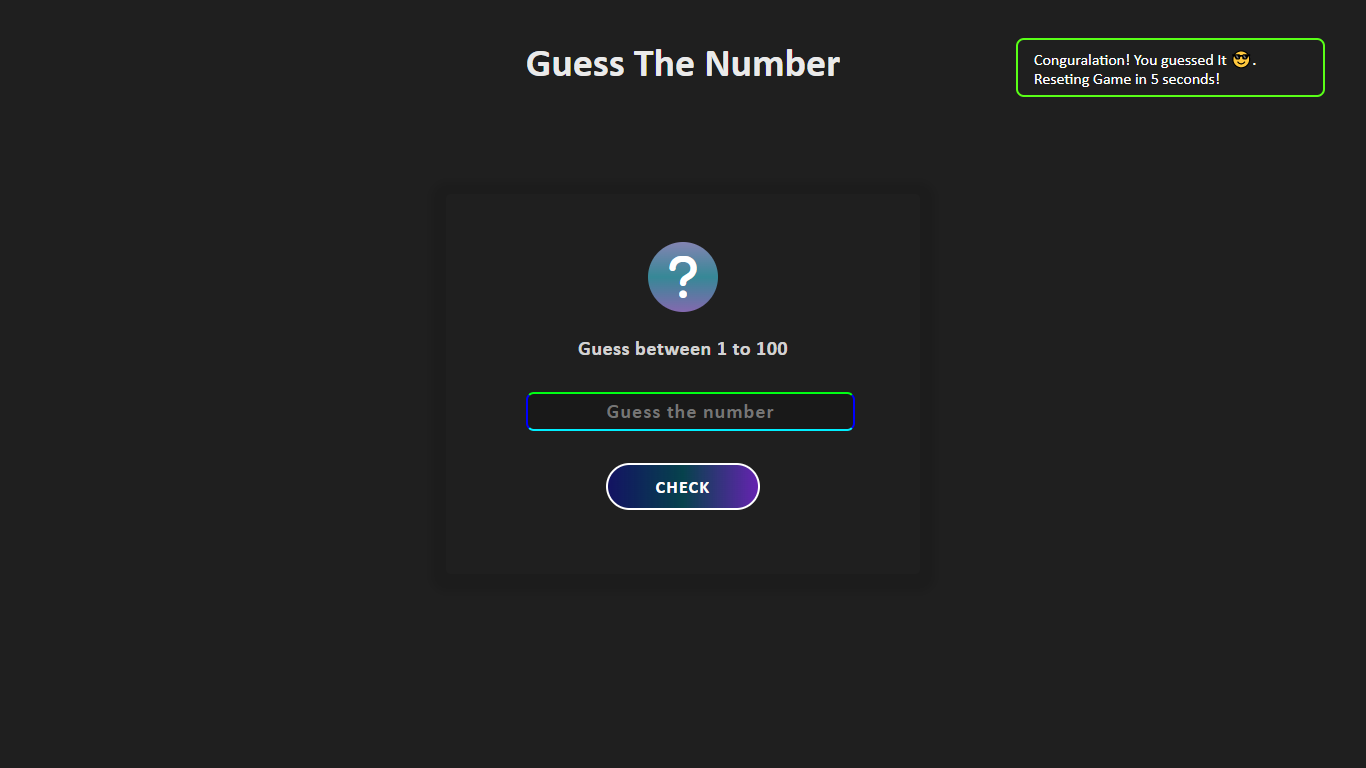 Guess The Number
Conguralation! You guessed It 😎.
Reseting Game in 5 seconds!
?
Guess between 1 to 100
Guess the number
CHECK